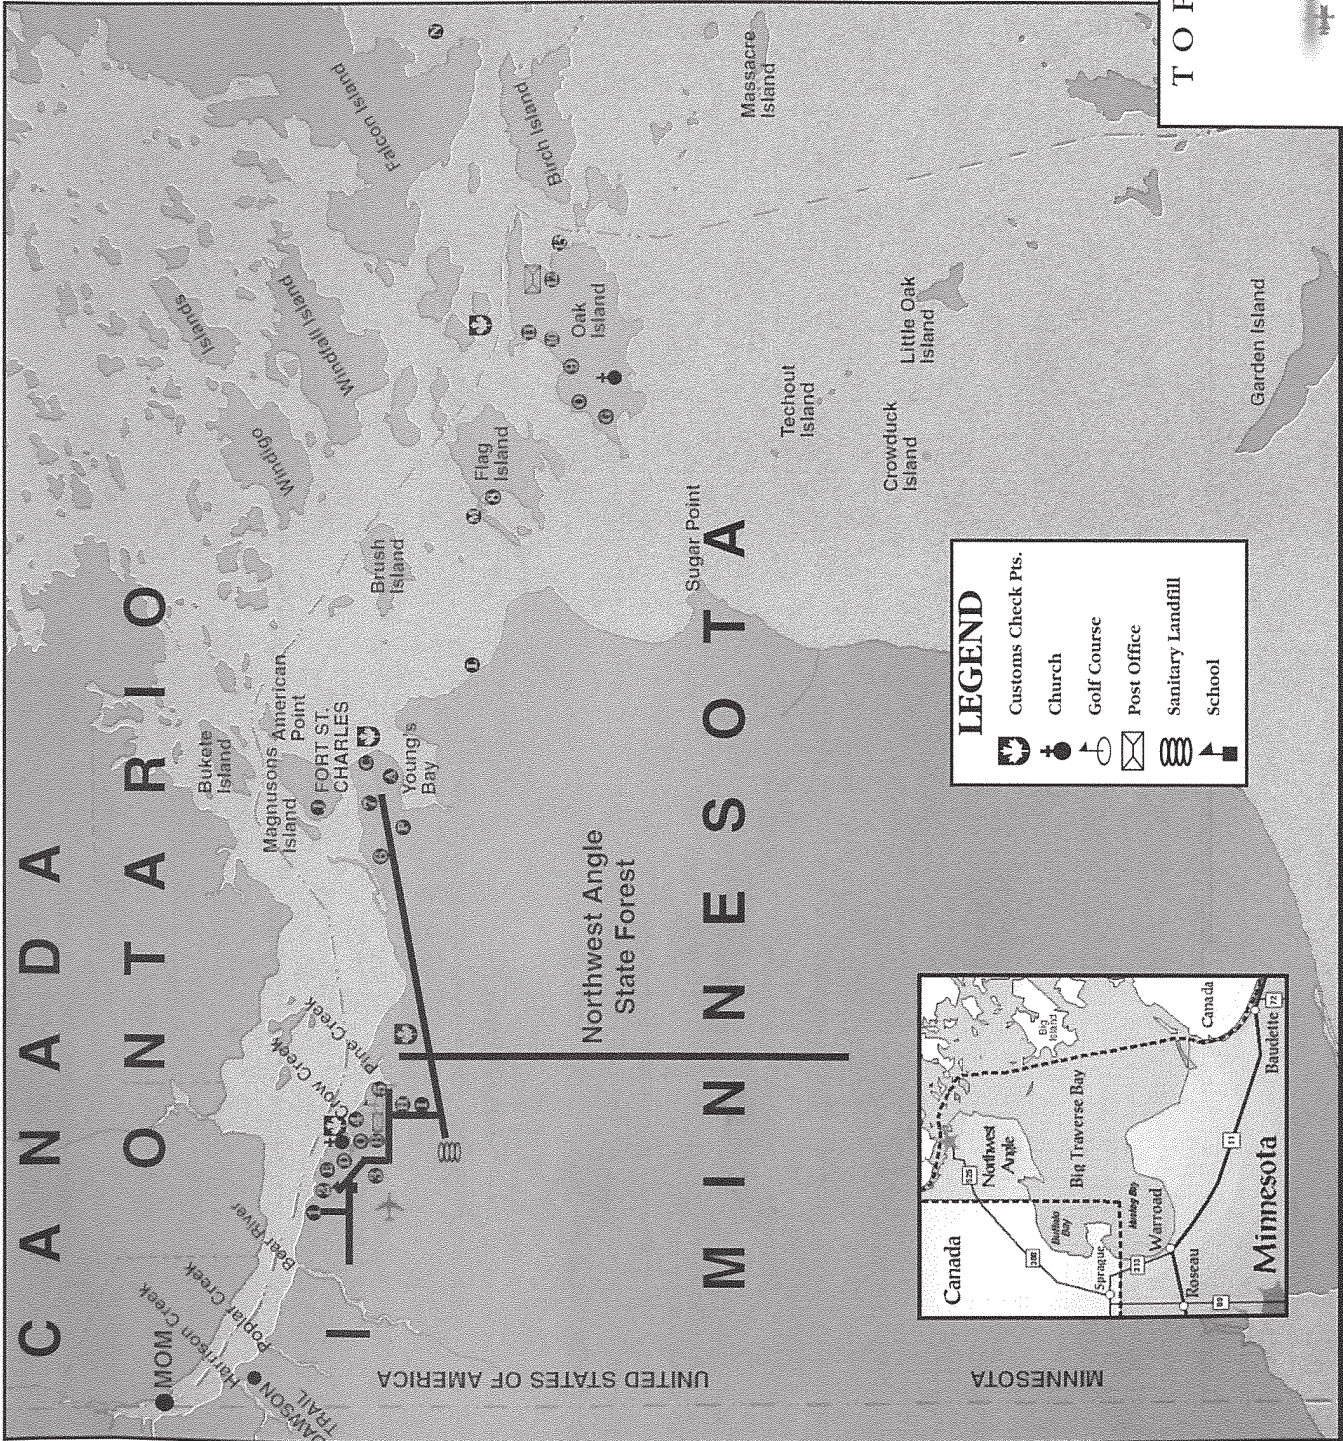 CANADA
ONTARIO
MOM
Harrison Creek
Poplar Creek
Bear River
DAWSON
TRAIL
Crow Creek
Pine Creek
Bukete
Island
Magnusons
Island
American
Point
FORT ST.
CHARLES
Young's
Bay
Brush
Island
Windigo
Islands
Windfall Island
Falcon Island
Birch Island
Flag
Island
Oak
Island
Massacre
Island
Sugar Point
Techout
Island
Crowduck
Island
Little Oak
Island
Garden Island
Northwest Angle
State Forest
MINNESOTA
UNITED STATES OF AMERICA
MINNESOTA
LEGEND
Customs Check Pts.
Church
Golf Course
Post Office
Sanitary Landfill
School
Canada
Northwest
Angle
Big
Island
Buffalo
Bay
Big Traverse Bay
Sprague
Warroad
Roseau
Canada
Baudette
Minnesota
525
310
11
72
N
TO